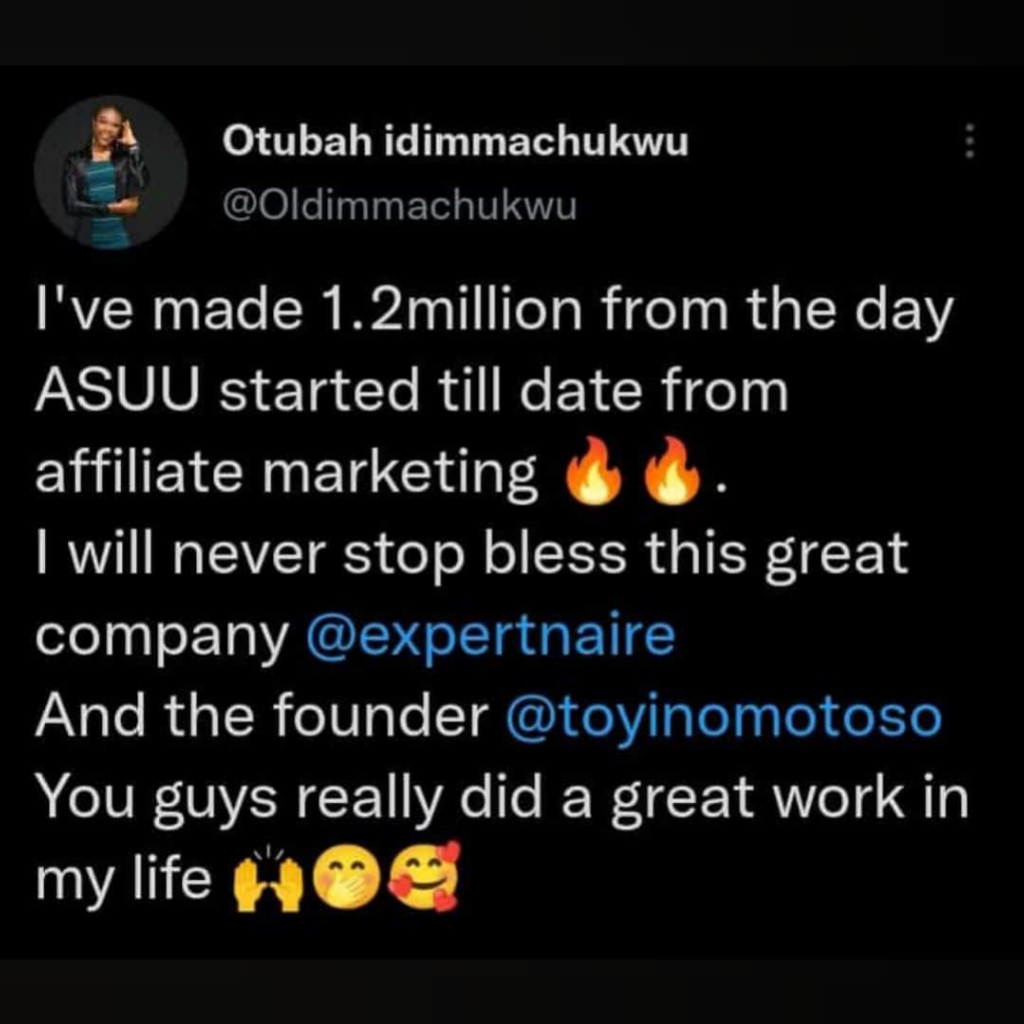 Otubah idimmachukwu
@Oldimmachukwu
I've made 1.2million from the day
ASUU started till date from
affiliate marketing 🔥🔥.
I will never stop bless this great
company @expertnaire
And the founder @toyinomotoso
You guys really did a great work in
my life 🙌🤭🥰